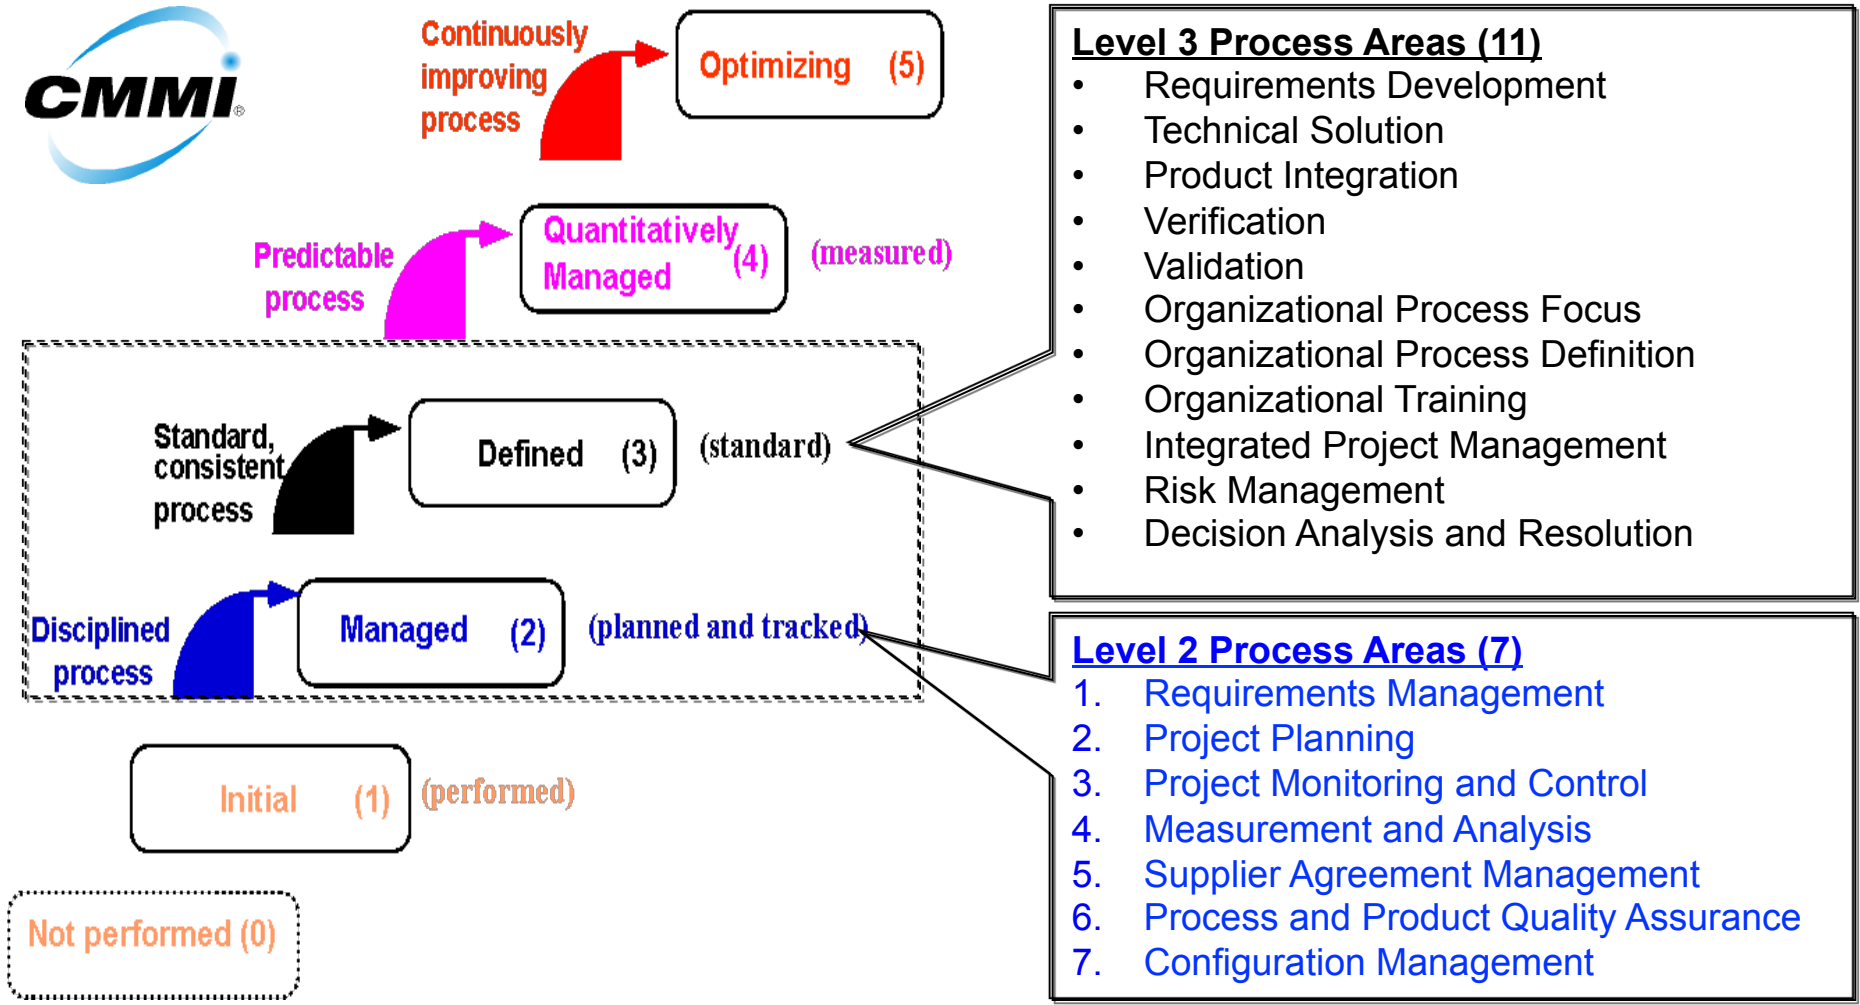 CMMI®
Continuously
improving
process
Optimizing (5)
Predictable
process
Quantitatively
Managed (4)
(measured)
Standard,
consistent
process
Defined (3)
(standard)
Disciplined
process
Managed (2)
(planned and tracked)
Initial (1)
(performed)
Not performed (0)
Level 3 Process Areas (11)
• Requirements Development
• Technical Solution
• Product Integration
• Verification
• Validation
• Organizational Process Focus
• Organizational Process Definition
• Organizational Training
• Integrated Project Management
• Risk Management
• Decision Analysis and Resolution
Level 2 Process Areas (7)
1. Requirements Management
2. Project Planning
3. Project Monitoring and Control
4. Measurement and Analysis
5. Supplier Agreement Management
6. Process and Product Quality Assurance
7. Configuration Management